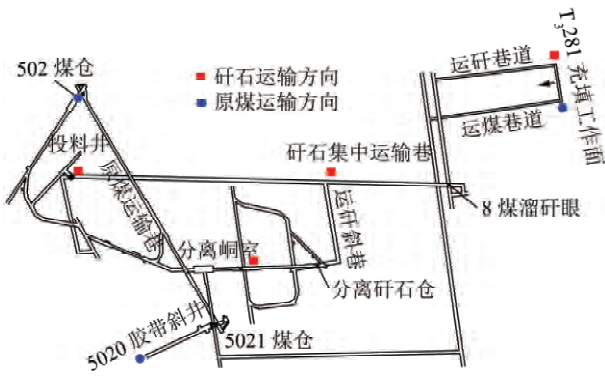 502 煤仓
矸石运输方向
原煤运输方向
投料井
原煤运输巷
矸石集中运输巷
运矸斜巷
运矸巷道
运煤巷道
T3281 充填工作面
8 煤溜矸眼
分离硐室
分离矸石仓
5020 胶带斜井
5021 煤仓